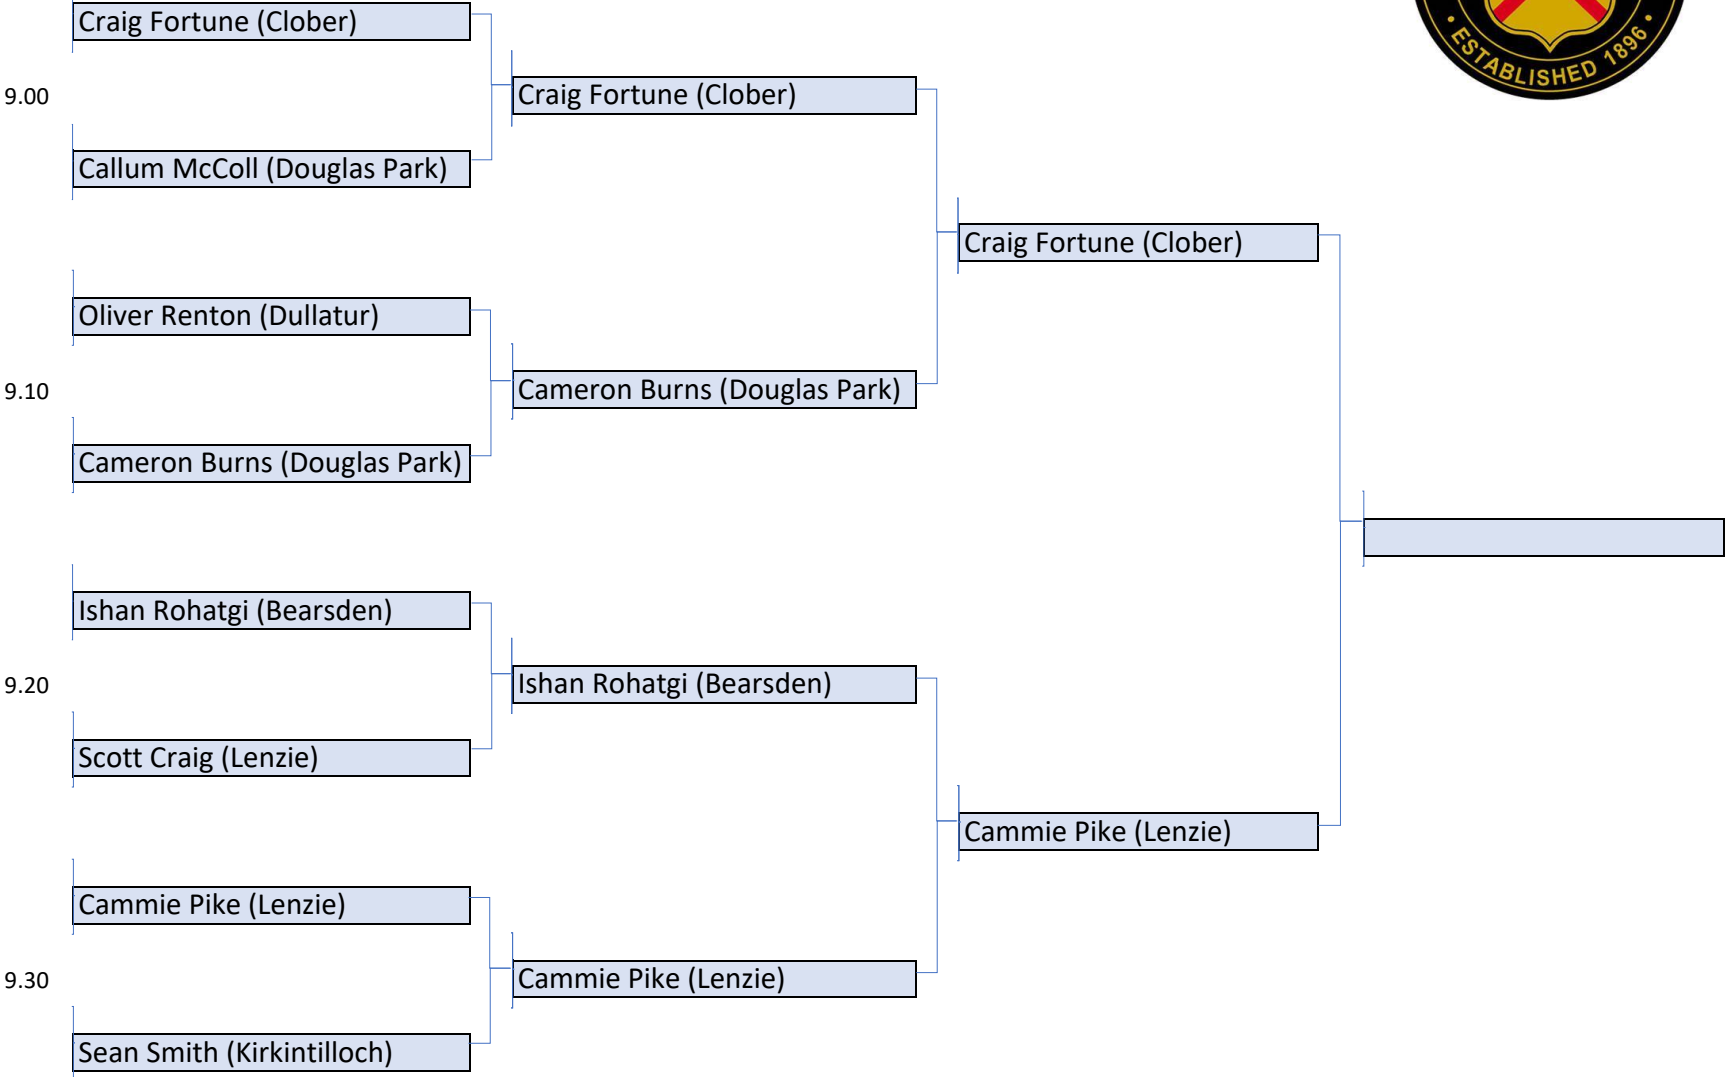 Craig Fortune (Clober)
ESTABLISHED 1896
9.00
Craig Fortune (Clober)
Callum McColl (Douglas Park)
Craig Fortune (Clober)
Oliver Renton (Dullatur)
9.10
Cameron Burns (Douglas Park)
Cameron Burns (Douglas Park)
Ishan Rohatgi (Bearsden)
9.20
Ishan Rohatgi (Bearsden)
Scott Craig (Lenzie)
Cammie Pike (Lenzie)
Cammie Pike (Lenzie)
9.30
Cammie Pike (Lenzie)
Sean Smith (Kirkintilloch)